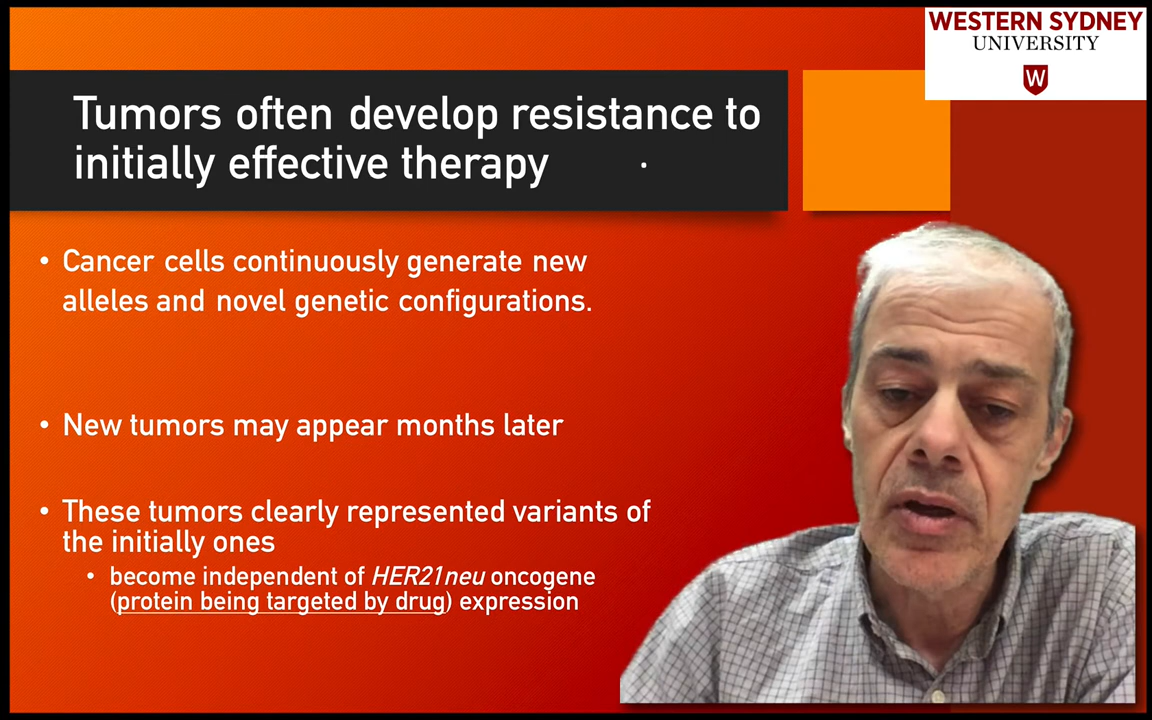 WESTERN SYDNEY
UNIVERSITY
W
Tumors often develop resistance to
initially effective therapy
• Cancer cells continuously generate new
alleles and novel genetic configurations.
• New tumors may appear months later
• These tumors clearly represented variants of
the initially ones
• become independent of HER21neu oncogene
(protein being targeted by drug) expression